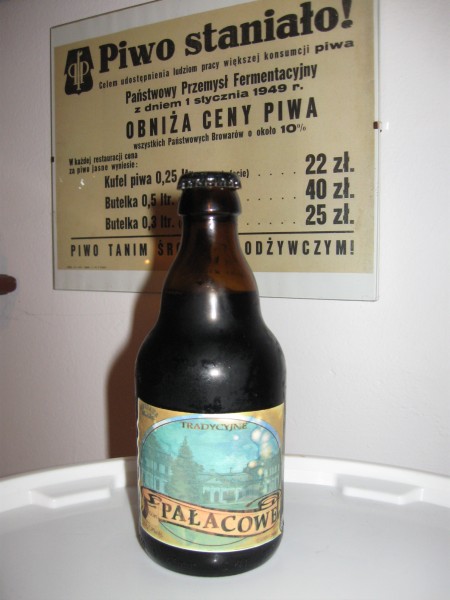 Piwo staniało!
Celem udostępnienia ludziom pracy większej konsumcji piwa
Państwowy Przemysł Fermentacyjny
z dniem 1 stycznia 1949 r.
OBNIŻA CENY PIWA
wszystkich Państwowych Browarów o około 10%
W każdej restauracji cena
za piwo jasne wyniesie:
Kufel piwa 0,25 ltr. 22 zł.
Butelka 0,5 ltr. 40 zł.
Butelka 0,3 ltr. 25 zł.
PIWO TANIM ODŻYWCZYM!
TRADYCYJNE
PAŁACOWE